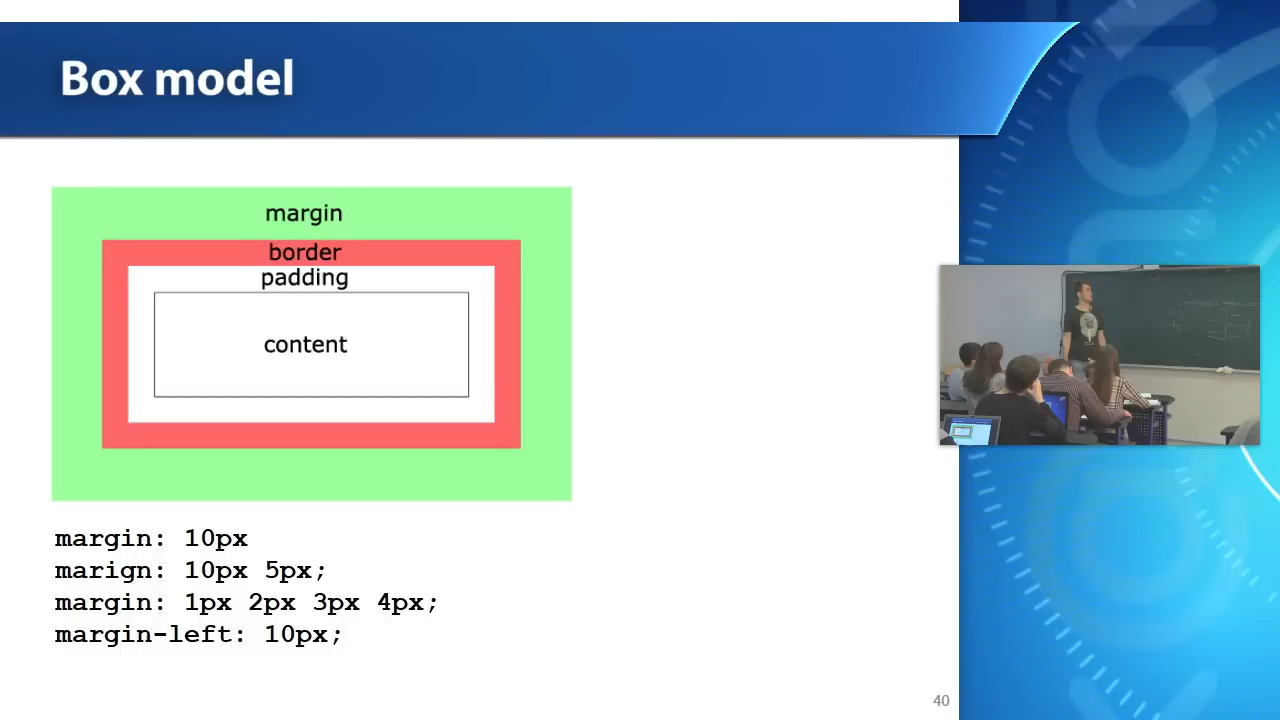 Box model
margin
border
padding
content
margin: 10px
marign: 10px 5px;
margin: 1px 2px 3px 4px;
margin-left: 10px;
40